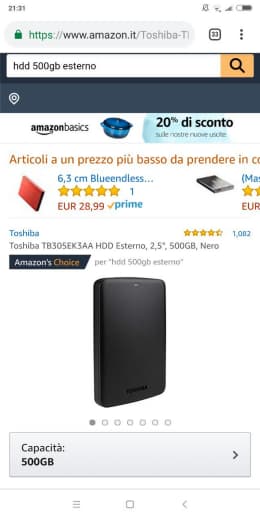 21:31
https://www.amazon.it/Toshiba-T
33
hdd 500gb esterno
amazonbasics
20% di sconto
sulle nostre nuove uscite
Articoli a un prezzo più basso da prendere in co
6,3 cm Blueendless...
1
EUR 28,99 prime
(Mas
EUR
Toshiba
1,082
Toshiba TB305EK3AA HDD Esterno, 2,5", 500GB, Nero
Amazon's Choice per "hdd 500gb esterno"
TOSHIBA
Capacità:
500GB